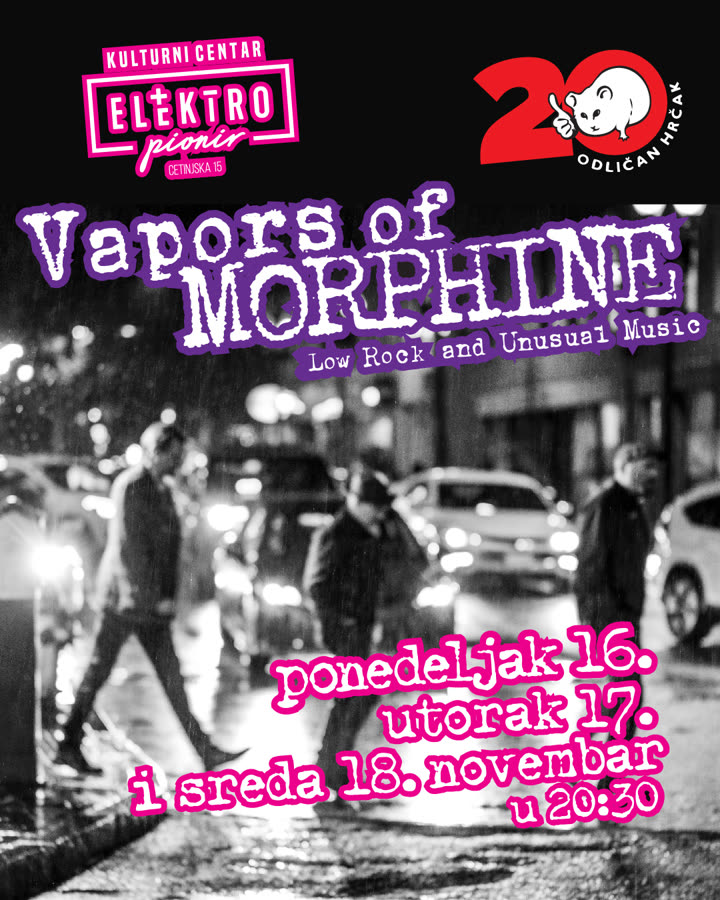 KULTURNI CENTAR
ELEKTRO
pionir
CETINJSKA 15
20
ODLIČAN HRČAK
Vapors of
MORPHINE
Low Rock and Unusual Music
ponedeljak 16.
utorak 17.
i sreda 18. novembar
u 20:30